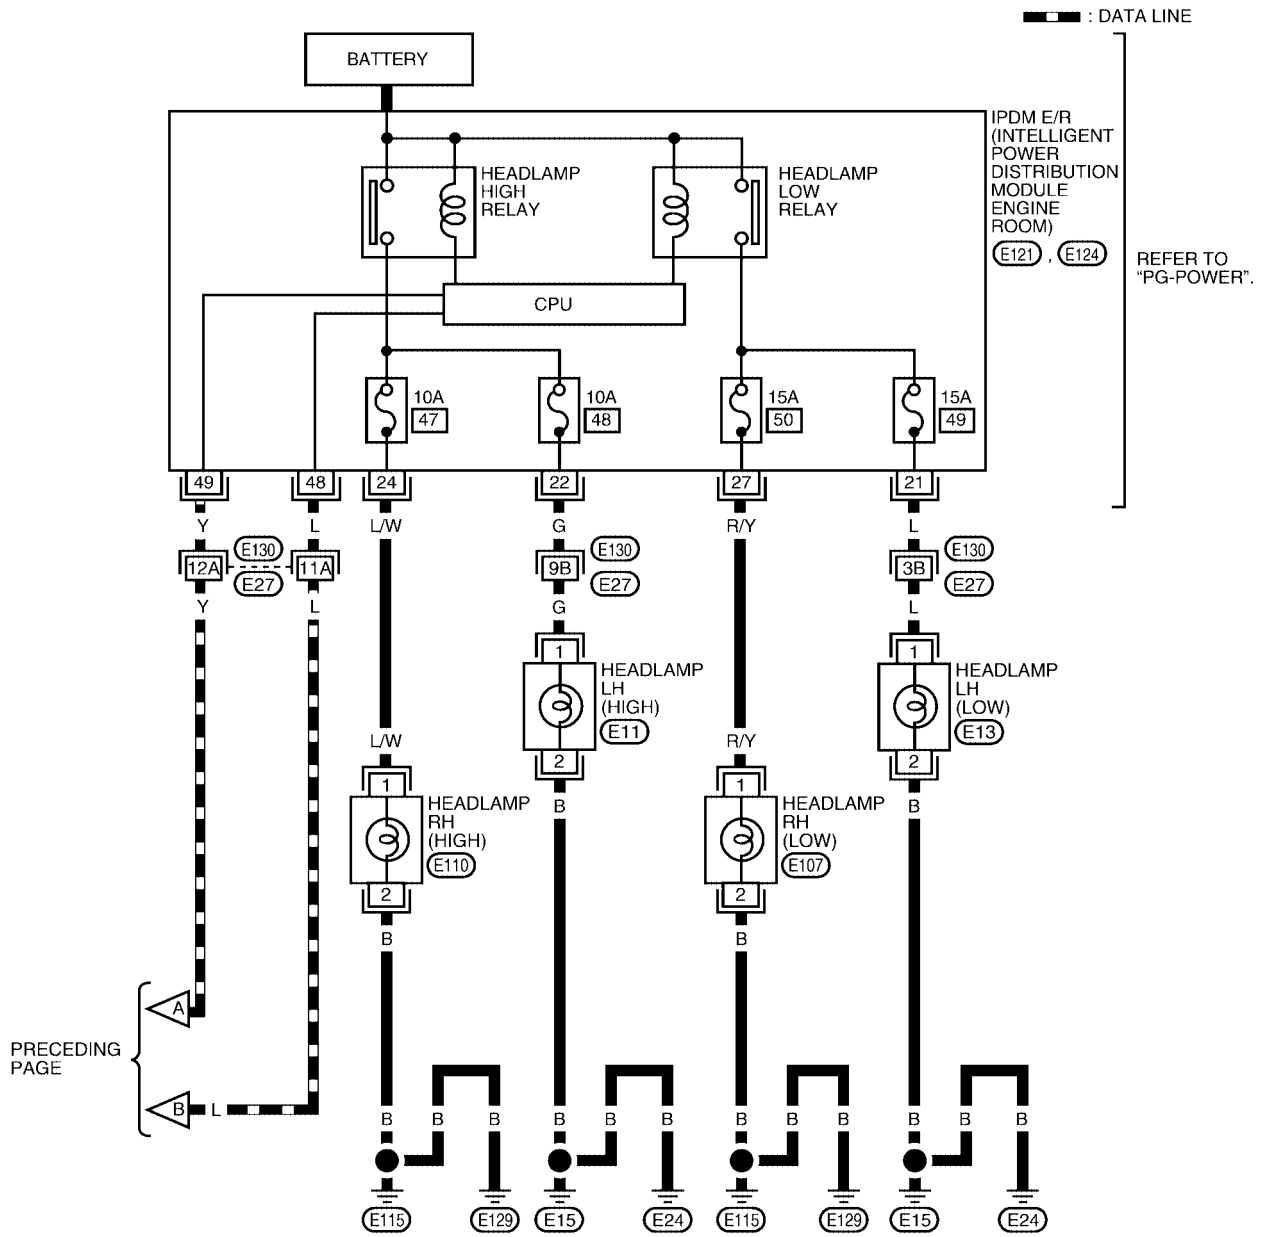 : DATA LINE
BATTERY
IPDM E/R
(INTELLIGENT
POWER
DISTRIBUTION
MODULE
ENGINE
ROOM)
E121 , E124
REFER TO
“PG-POWER”.
HEADLAMP
HIGH
RELAY
HEADLAMP
LOW
RELAY
CPU
10A
47
10A
48
15A
50
15A
49
49
48
24
22
27
21
Y
L
L/W
G
R/Y
L
12A
E130
E27
11A
9B
E130
E27
3B
E130
E27
Y
L
G
L
1
HEADLAMP
LH
(HIGH)
E11
2
1
HEADLAMP
LH
(LOW)
E13
2
L/W
R/Y
B
B
1
HEADLAMP
RH
(HIGH)
E110
2
1
HEADLAMP
RH
(LOW)
E107
2
B
B
PRECEDING
PAGE
A
B
L
B
B
B
B
B
B
B
B
B
B
B
B
E115
E129
E15
E24
E115
E129
E15
E24